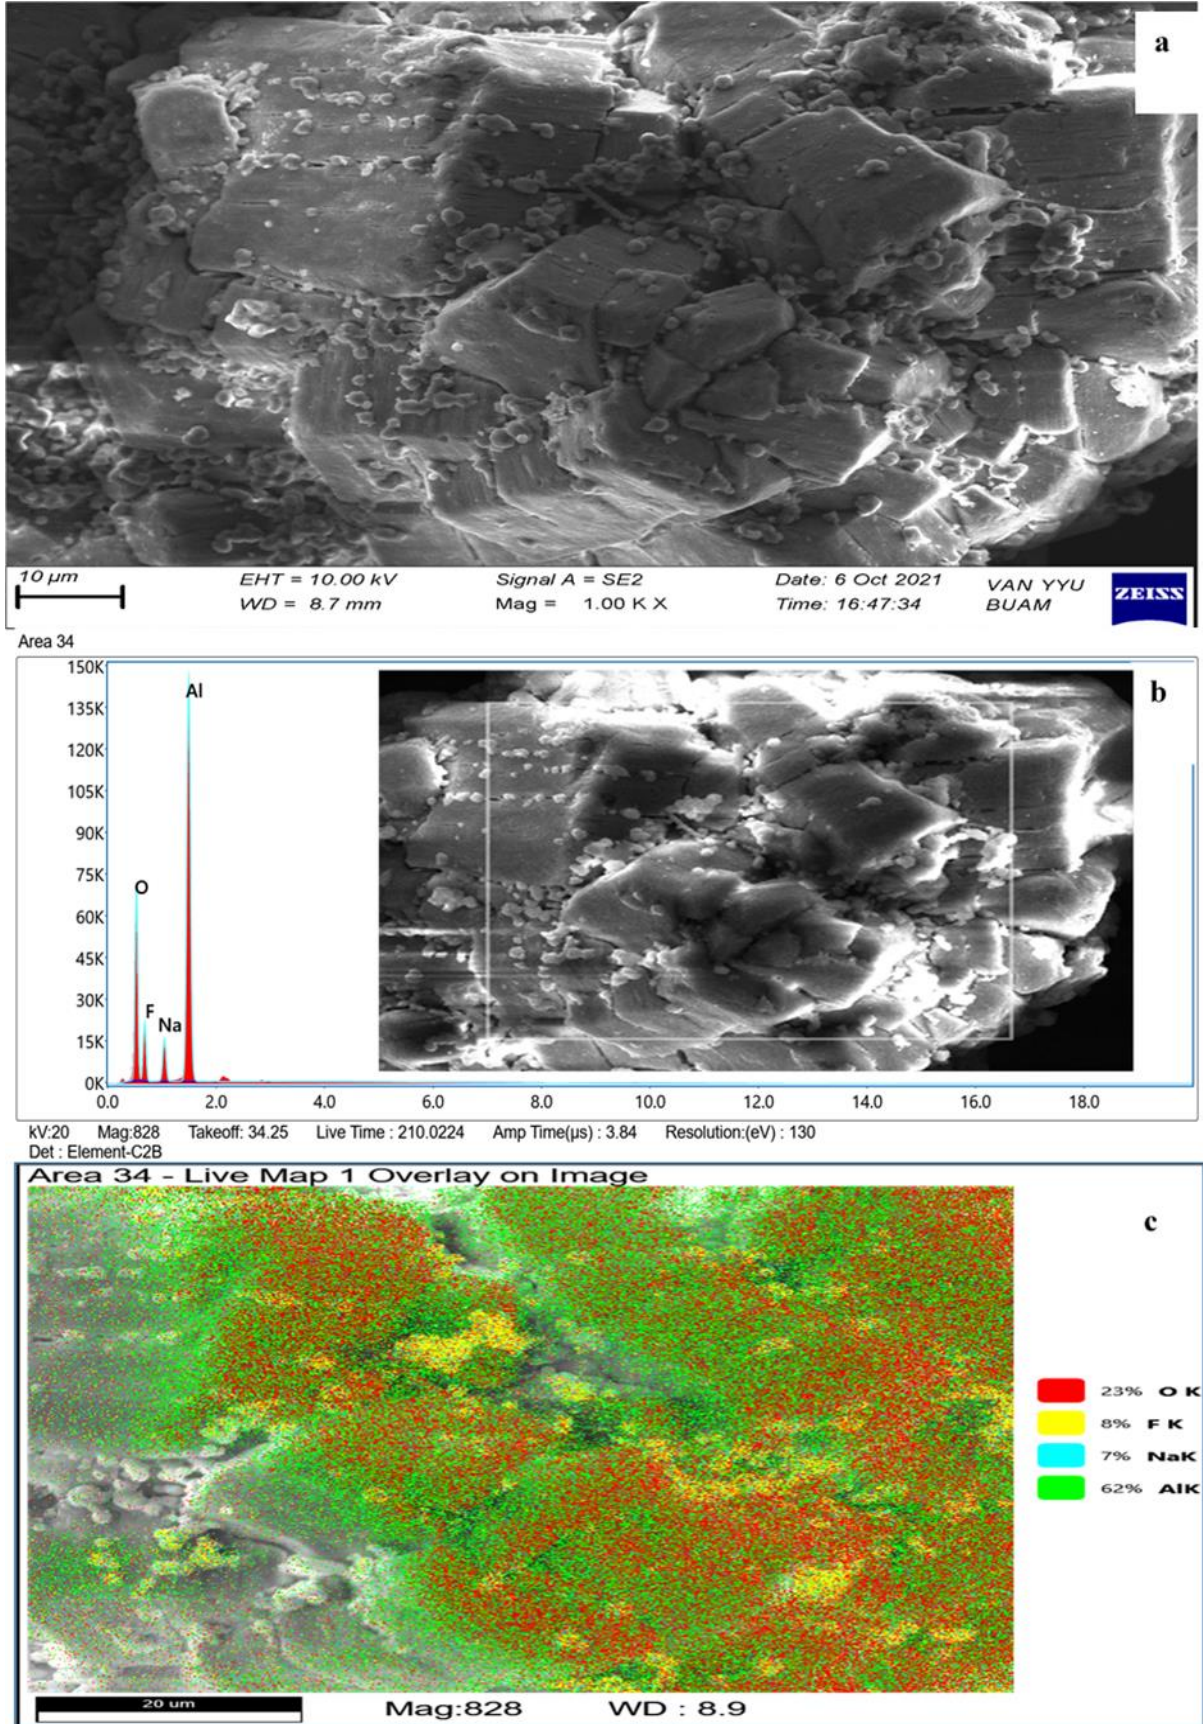 a
10 µm
EHT = 10.00 kV Signal A = SE2 Date: 6 Oct 2021 VAN YYU
WD = 8.7 mm Mag = 1.00 K X Time: 16:47:34 BUAM
ZEISS
Area 34
b
150K
135K
120K
105K
90K
75K
60K
45K
30K
15K
0K
Al
O
F
Na
0.0 2.0 4.0 6.0 8.0 10.0 12.0 14.0 16.0 18.0
kV:20 Mag:828 Takeoff: 34.25 Live Time : 210.0224 Amp Time(µs) : 3.84 Resolution:(eV) : 130
Det : Element-C2B
Area 34 - Live Map 1 Overlay on Image
c
23% O K
8% F K
7% NaK
62% AlK
20 um
Mag:828 WD : 8.9